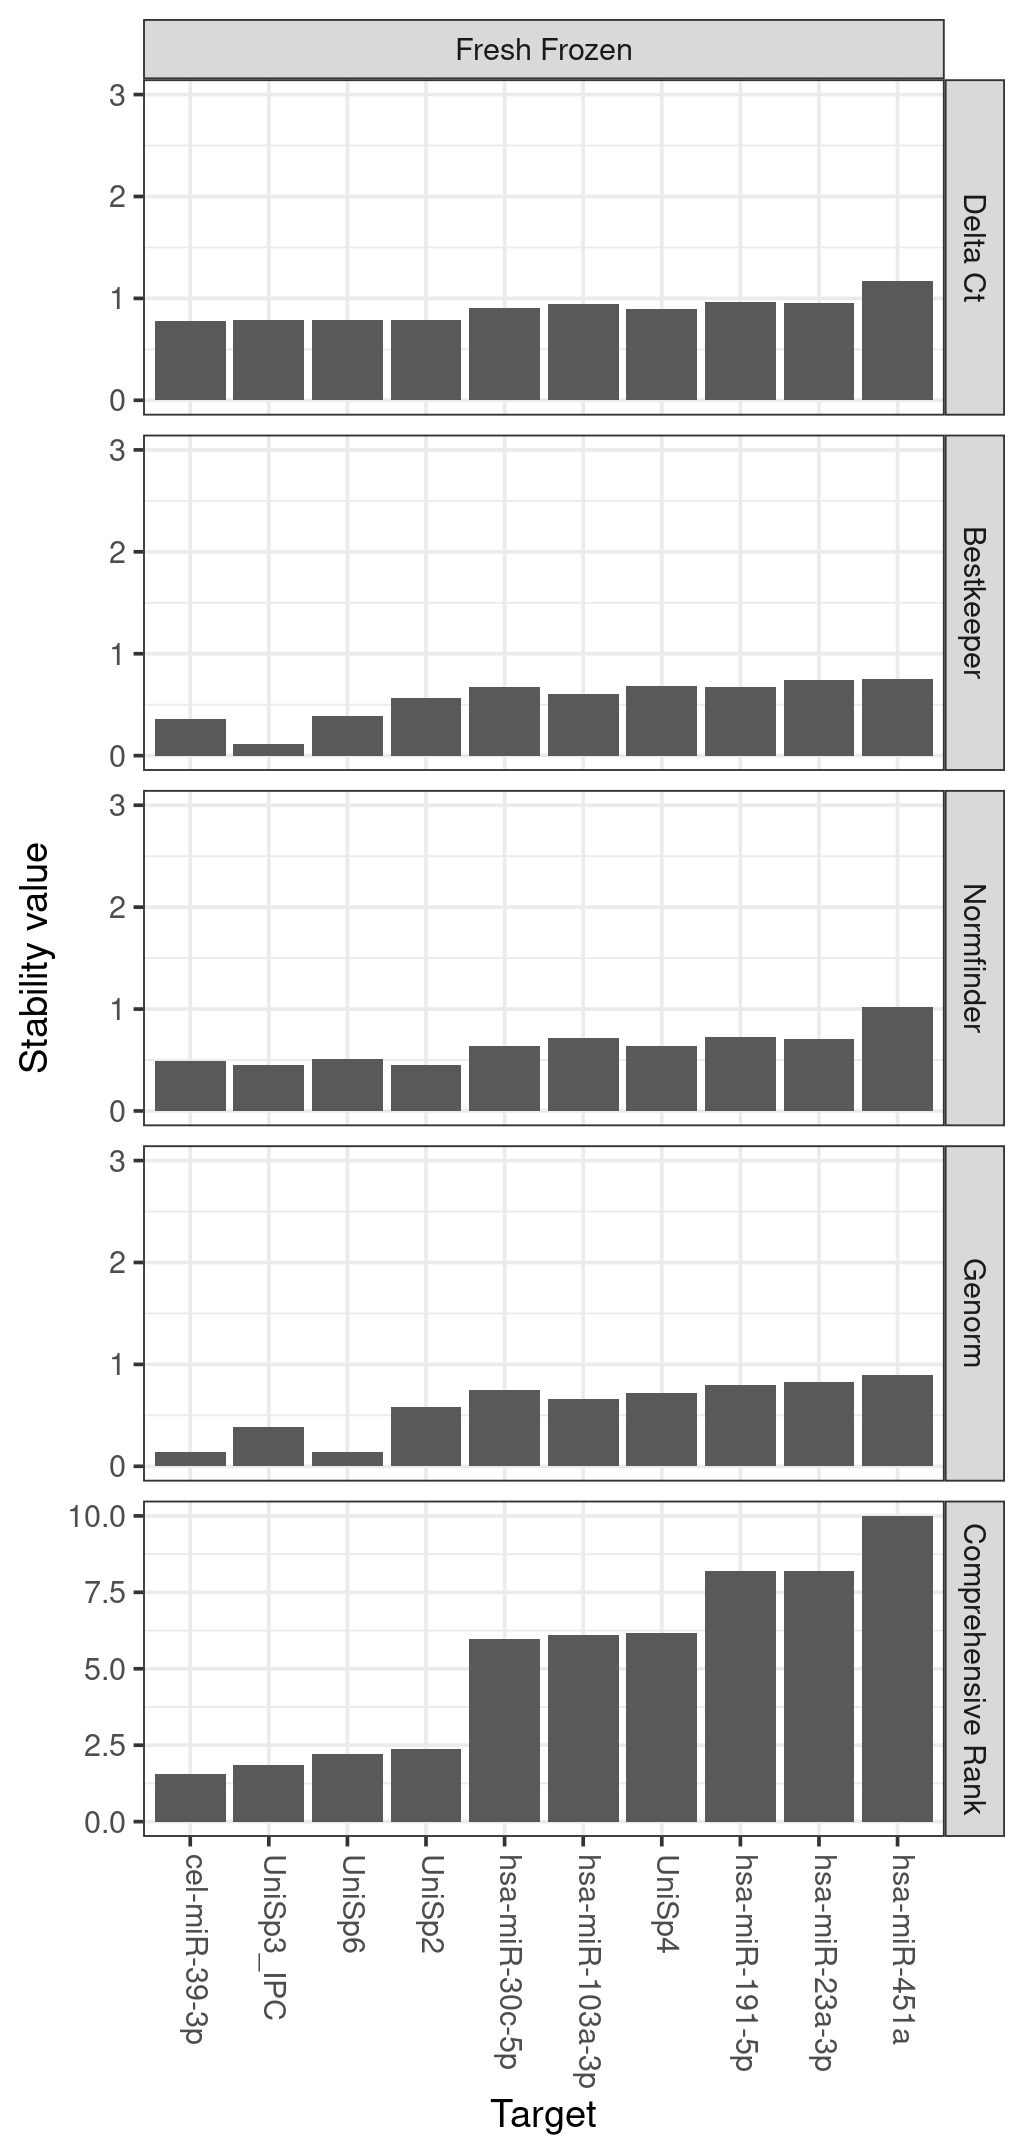 Fresh Frozen
3
2
1
0
Delta Ct
3
2
1
0
Bestkeeper
3
2
1
0
Normfinder
3
2
1
0
Genorm
10.0
7.5
5.0
2.5
0.0
Comprehensive Rank
Stability value
cel-miR-39-3p
UniSp3_IPC
UniSp6
UniSp2
hsa-miR-30c-5p
hsa-miR-103a-3p
UniSp4
hsa-miR-191-5p
hsa-miR-23a-3p
hsa-miR-451a
Target